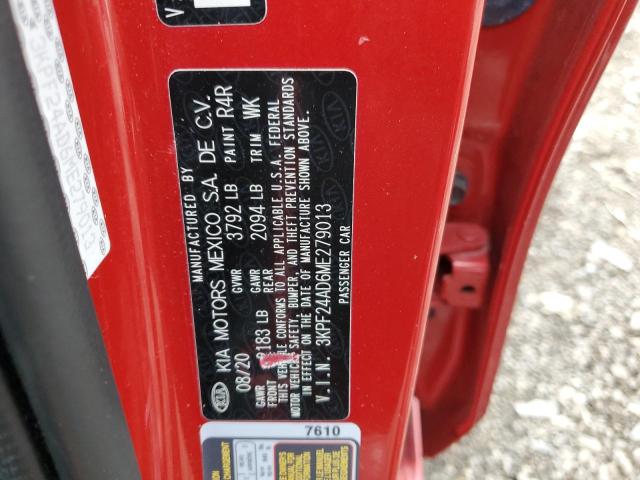 MANUFACTURED BY
KIA MOTORS MEXICO S.A. DE C.V.
08/20 GVWR 3792 LB PAINT R4R
GAWR FRONT 2183 LB GAWR REAR 2094 LB TRIM WK
THIS VEHICLE CONFORMS TO ALL APPLICABLE U.S.A. FEDERAL
MOTOR VEHICLE SAFETY, BUMPER, AND THEFT PREVENTION STANDARDS
IN EFFECT ON THE DATE OF MANUFACTURE SHOWN ABOVE.
V.I.N. 3KPF24AD6ME279013
PASSENGER CAR
KIA
7610